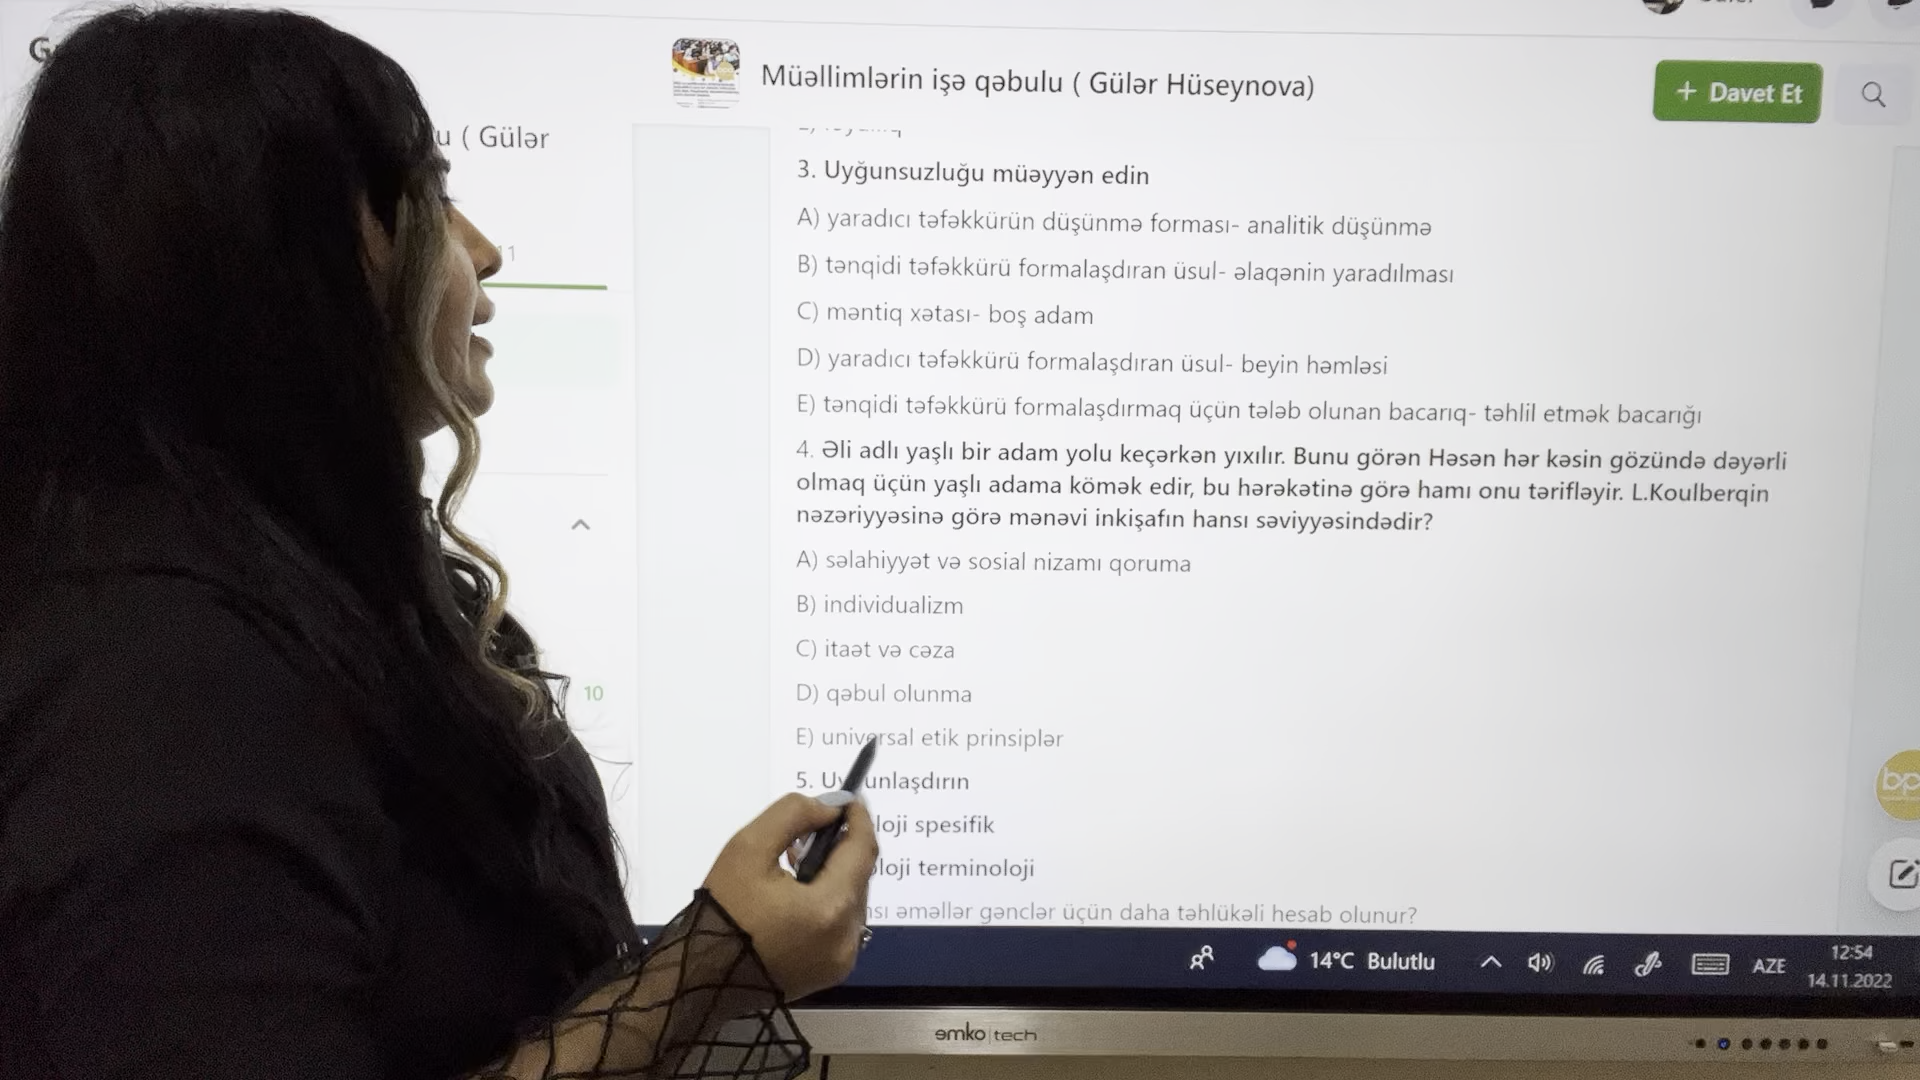 Müəllimlərin işə qəbulu ( Gülər Hüseynova)
+ Davet Et
u ( Gülər
11
3. Uyğunsuzluğu müəyyən edin
A) yaradıcı təfəkkürün düşünmə forması- analitik düşünmə
B) tənqidi təfəkkürü formalaşdıran üsul- əlaqənin yaradılması
C) məntiq xətası- boş adam
D) yaradıcı təfəkkürü formalaşdıran üsul- beyin həmləsi
E) tənqidi təfəkkürü formalaşdırmaq üçün tələb olunan bacarıq- təhlil etmək bacarığı
4. Əli adlı yaşlı bir adam yolu keçərkən yıxılır. Bunu görən Həsən hər kəsin gözündə dəyərli
olmaq üçün yaşlı adama kömək edir, bu hərəkətinə görə hamı onu tərifləyir. L.Koulberqin
nəzəriyyəsinə görə mənəvi inkişafın hansı səviyyəsindədir?
A) səlahiyyət və sosial nizamı qoruma
B) individualizm
C) itaət və cəza
D) qəbul olunma
10
E) universal etik prinsiplər
5. Uyğunlaşdırın
loji spesifik
loji terminoloji
nsı əməllər gənclər üçün daha təhlükəli hesab olunur?
bp
14°C Bulutlu
AZE
12:54
14.11.2022
emko tech